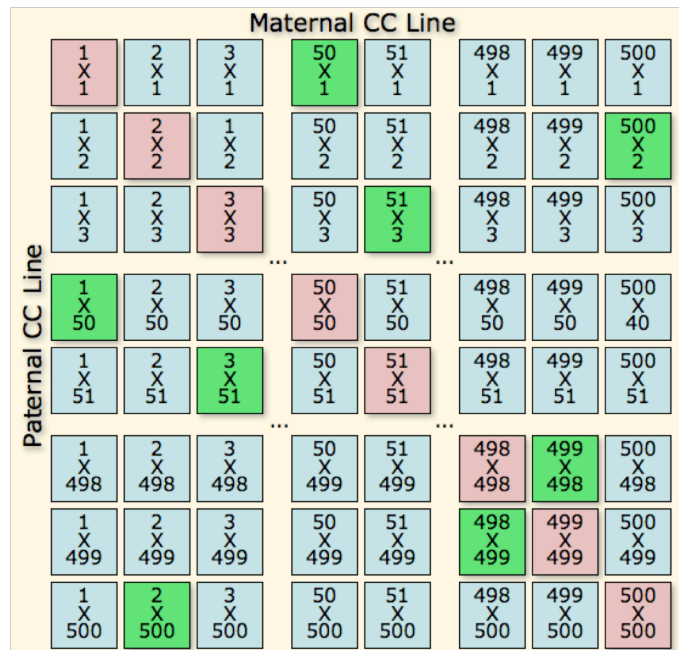 Maternal CC Line
Paternal CC Line
1 2 3 50 51 498 499 500
X X X X X X X X
1 1 1 1 1 1 1 1
1 2 1 50 51 498 499 500
X X X X X X X X
2 2 2 2 2 2 2 2
1 2 3 50 51 498 499 500
X X X X X X X X
3 3 3 3 3 3 3 3
... ...
1 2 3 50 51 498 499 500
X X X X X X X X
50 50 50 50 50 50 50 40
1 2 3 50 51 498 499 500
X X X X X X X X
51 51 51 51 51 51 51 51
... ...
1 2 3 50 51 498 499 500
X X X X X X X X
498 498 498 499 499 498 498 498
1 2 3 50 51 498 499 500
X X X X X X X X
499 499 499 499 499 499 499 499
1 2 3 50 51 498 499 500
X X X X X X X X
500 500 500 500 500 500 500 500